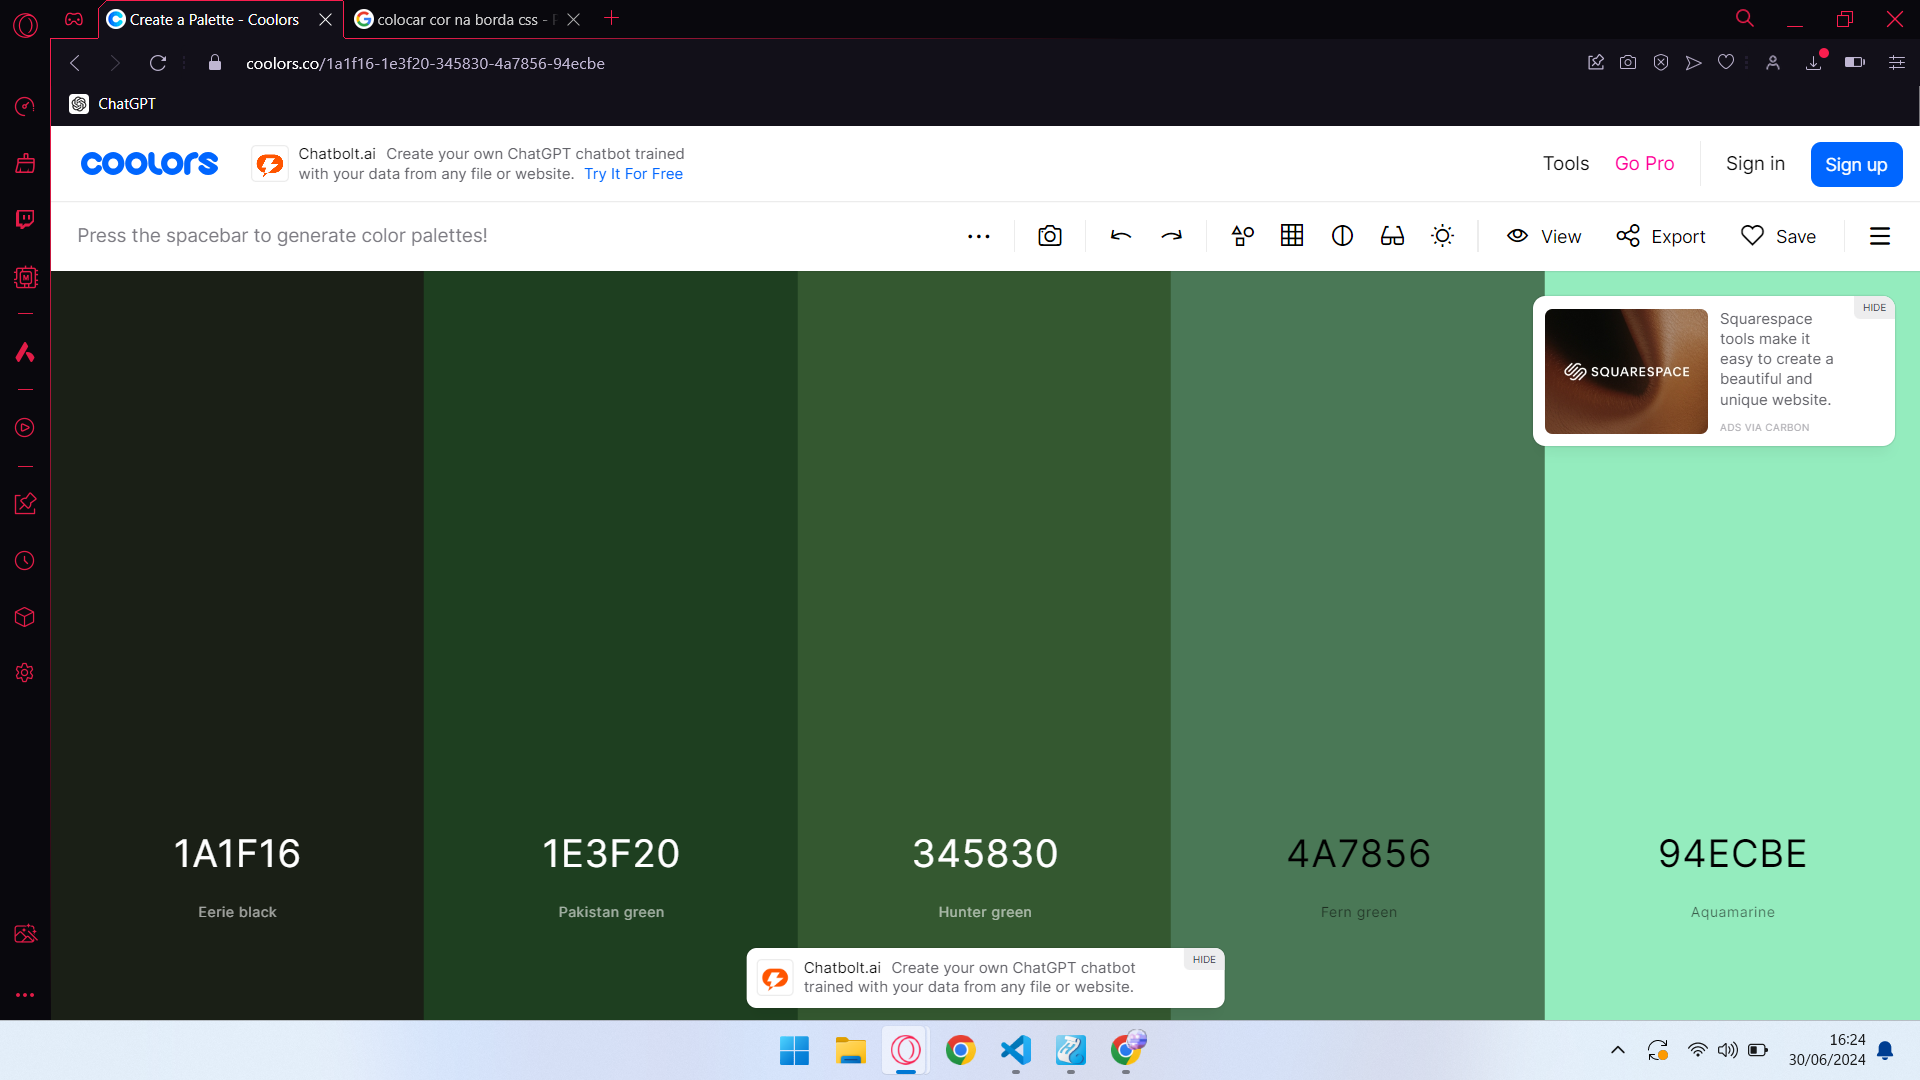 Create a Palette - Coolors
colocar cor na borda css -
coolors.co/1a1f16-1e3f20-345830-4a7856-94ecbe
ChatGPT
coolors
Chatbolt.ai Create your own ChatGPT chatbot trained
with your data from any file or website. Try It For Free
Tools
Go Pro
Sign in
Sign up
Press the spacebar to generate color palettes!
View
Export
Save
HIDE
SQUARESPACE
Squarespace
tools make it
easy to create a
beautiful and
unique website.
ADS VIA CARBON
1A1F16
Eerie black
1E3F20
Pakistan green
345830
Hunter green
4A7856
Fern green
94ECBE
Aquamarine
Chatbolt.ai Create your own ChatGPT chatbot
trained with your data from any file or website.
HIDE
16:24
30/06/2024